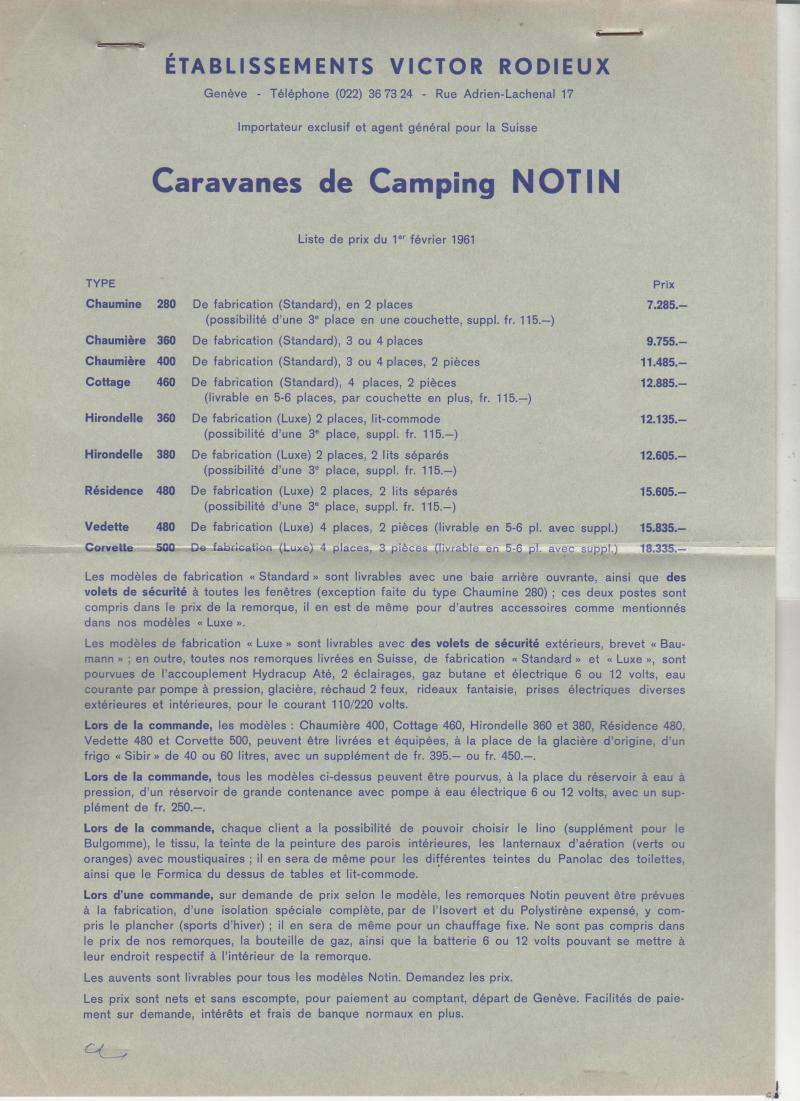 ÉTABLISSEMENTS VICTOR RODIEUX
Genève - Téléphone (022) 36 73 24 - Rue Adrien-Lachenal 17
Importateur exclusif et agent général pour la Suisse
Caravanes de Camping NOTIN
Liste de prix du 1er février 1961
TYPE Prix
Chaumine 280 De fabrication (Standard), en 2 places 7.285.—
(possibilité d'une 3e place en une couchette, suppl. fr. 115.—)
Chaumière 360 De fabrication (Standard), 3 ou 4 places 9.755.—
Chaumière 400 De fabrication (Standard), 3 ou 4 places, 2 pièces 11.485.—
Cottage 460 De fabrication (Standard), 4 places, 2 pièces 12.885.—
(livrable en 5-6 places, par couchette en plus, fr. 115.—)
Hirondelle 360 De fabrication (Luxe) 2 places, lit-commode 12.135.—
(possibilité d'une 3e place, suppl. fr. 115.—)
Hirondelle 380 De fabrication (Luxe) 2 places, 2 lits séparés 12.605.—
(possibilité d'une 3e place, suppl. fr. 115.—)
Résidence 480 De fabrication (Luxe) 2 places, 2 lits séparés 15.605.—
(possibilité d'une 3e place, suppl. fr. 115.—)
Vedette 480 De fabrication (Luxe) 4 places, 2 pièces (livrable en 5-6 pl. avec suppl.) 15.835.—
Corvette 500 De fabrication (Luxe) 4 places, 3 pièces (livrable en 5-6 pl. avec suppl.) 18.335.—
Les modèles de fabrication « Standard » sont livrables avec une baie arrière ouvrante, ainsi que des
volets de sécurité à toutes les fenêtres (exception faite du type Chaumine 280) ; ces deux postes sont
compris dans le prix de la remorque, il en est de même pour d'autres accessoires comme mentionnés
dans nos modèles « Luxe ».
Les modèles de fabrication « Luxe » sont livrables avec des volets de sécurité extérieurs, brevet « Bau-
mann » ; en outre, toutes nos remorques livrées en Suisse, de fabrication « Standard » et « Luxe », sont
pourvues de l'accouplement Hydracup Até, 2 éclairages, gaz butane et électrique 6 ou 12 volts, eau
courante par pompe à pression, glacière, réchaud 2 feux, rideaux fantaisie, prises électriques diverses
extérieures et intérieures, pour le courant 110/220 volts.
Lors de la commande, les modèles : Chaumière 400, Cottage 460, Hirondelle 360 et 380, Résidence 480,
Vedette 480 et Corvette 500, peuvent être livrées et équipées, à la place de la glacière d'origine, d'un
frigo « Sibir » de 40 ou 60 litres, avec un supplément de fr. 395.— ou fr. 450.—.
Lors de la commande, tous les modèles ci-dessus peuvent être pourvus, à la place du réservoir à eau à
pression, d'un réservoir de grande contenance avec pompe à eau électrique 6 ou 12 volts, avec un sup-
plément de fr. 250.—.
Lors de la commande, chaque client a la possibilité de pouvoir choisir le lino (supplément pour le
Bulgomme), le tissu, la teinte de la peinture des parois intérieures, les lanternaux d'aération (verts ou
oranges) avec moustiquaires ; il en sera de même pour les différentes teintes du Panolac des toilettes,
ainsi que le Formica du dessus de tables et lit-commode.
Lors d'une commande, sur demande de prix selon le modèle, les remorques Notin peuvent être prévues
à la fabrication, d'une isolation spéciale complète, par de l'Isovert et du Polystirène expensé, y com-
pris le plancher (sports d'hiver) ; il en sera de même pour un chauffage fixe. Ne sont pas compris dans
le prix de nos remorques, la bouteille de gaz, ainsi que la batterie 6 ou 12 volts pouvant se mettre à
leur endroit respectif à l'intérieur de la remorque.
Les auvents sont livrables pour tous les modèles Notin. Demandez les prix.
Les prix sont nets et sans escompte, pour paiement au comptant, départ de Genève. Facilités de paie-
ment sur demande, intérêts et frais de banque normaux en plus.